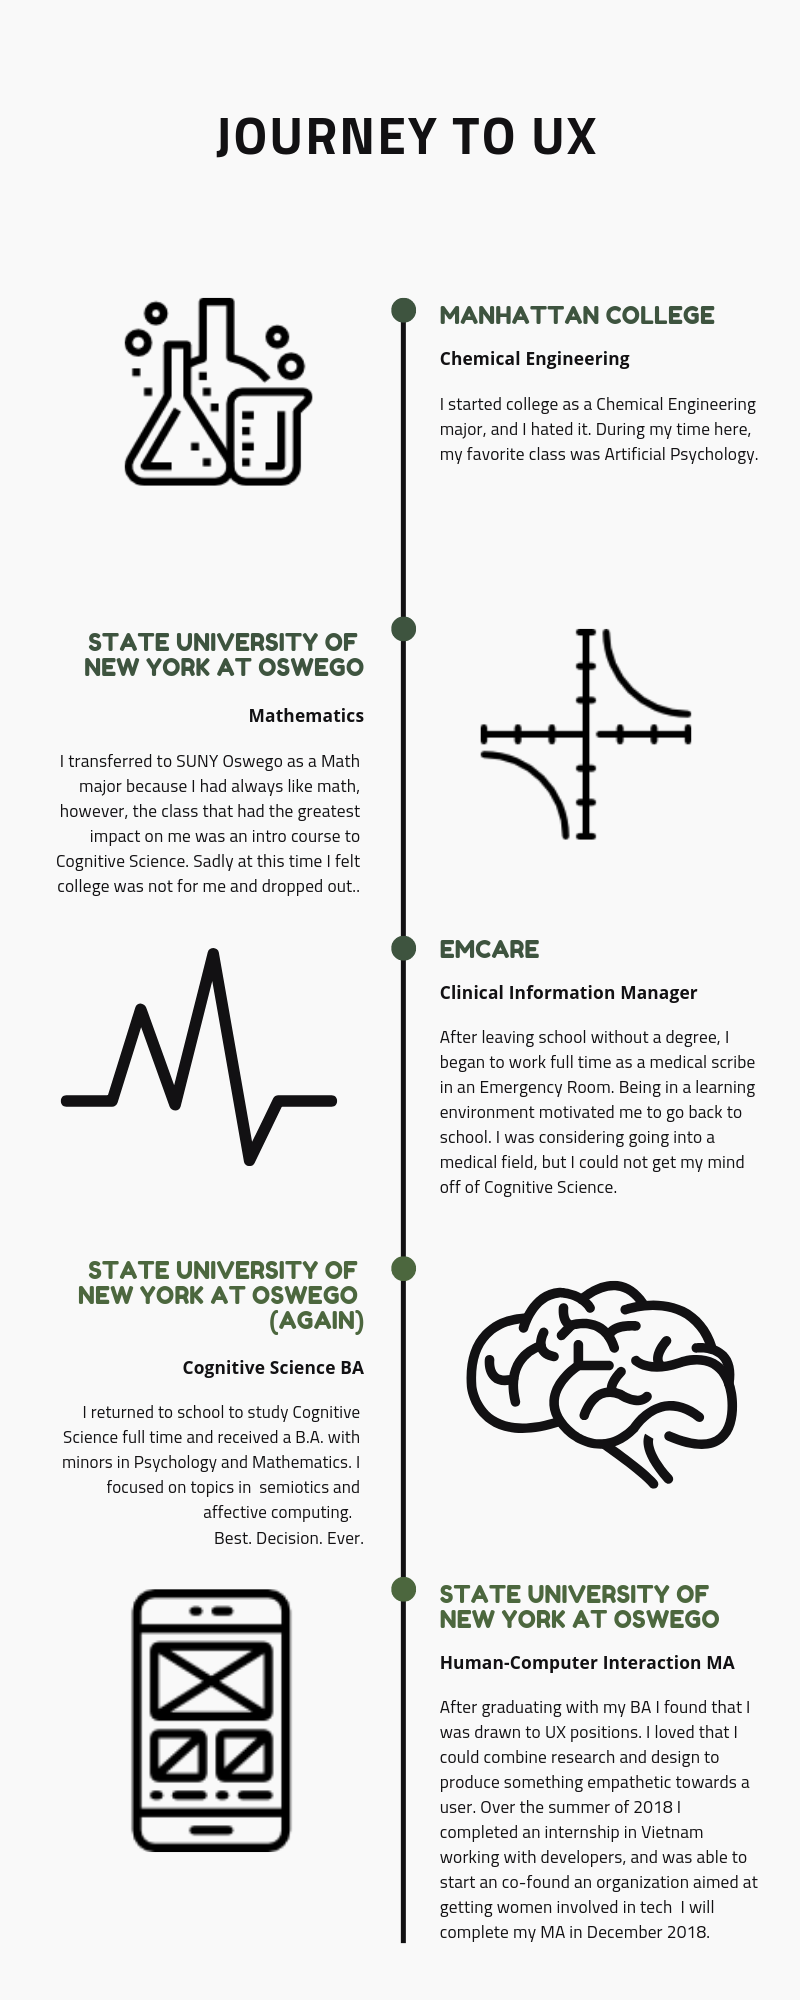 JOURNEY TO UX
MANHATTAN COLLEGE
Chemical Engineering
I started college as a Chemical Engineering
major, and I hated it. During my time here,
my favorite class was Artificial Psychology.
STATE UNIVERSITY OF
NEW YORK AT OSWEGO
Mathematics
I transferred to SUNY Oswego as a Math
major because I had always like math,
however, the class that had the greatest
impact on me was an intro course to
Cognitive Science. Sadly at this time I felt
college was not for me and dropped out..
EMCARE
Clinical Information Manager
After leaving school without a degree, I
began to work full time as a medical scribe
in an Emergency Room. Being in a learning
environment motivated me to go back to
school. I was considering going into a
medical field, but I could not get my mind
off of Cognitive Science.
STATE UNIVERSITY OF
NEW YORK AT OSWEGO
(AGAIN)
Cognitive Science BA
I returned to school to study Cognitive
Science full time and received a B.A. with
minors in Psychology and Mathematics. I
focused on topics in  semiotics and
affective computing.
Best. Decision. Ever.
STATE UNIVERSITY OF
NEW YORK AT OSWEGO
Human-Computer Interaction MA
After graduating with my BA I found that I
was drawn to UX positions. I loved that I
could combine research and design to
produce something empathetic towards a
user. Over the summer of 2018 I
completed an internship in Vietnam
working with developers, and was able to
start an co-found an organization aimed at
getting women involved in tech  I will
complete my MA in December 2018.